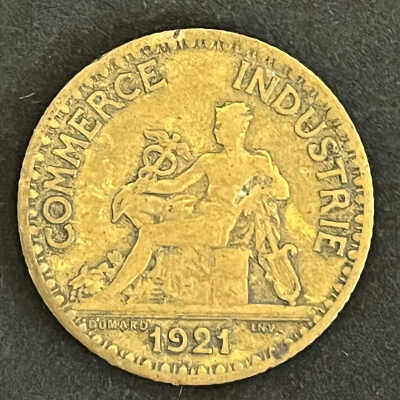 COMMERCE INDUSTRIE
DOMARD INV.
1921